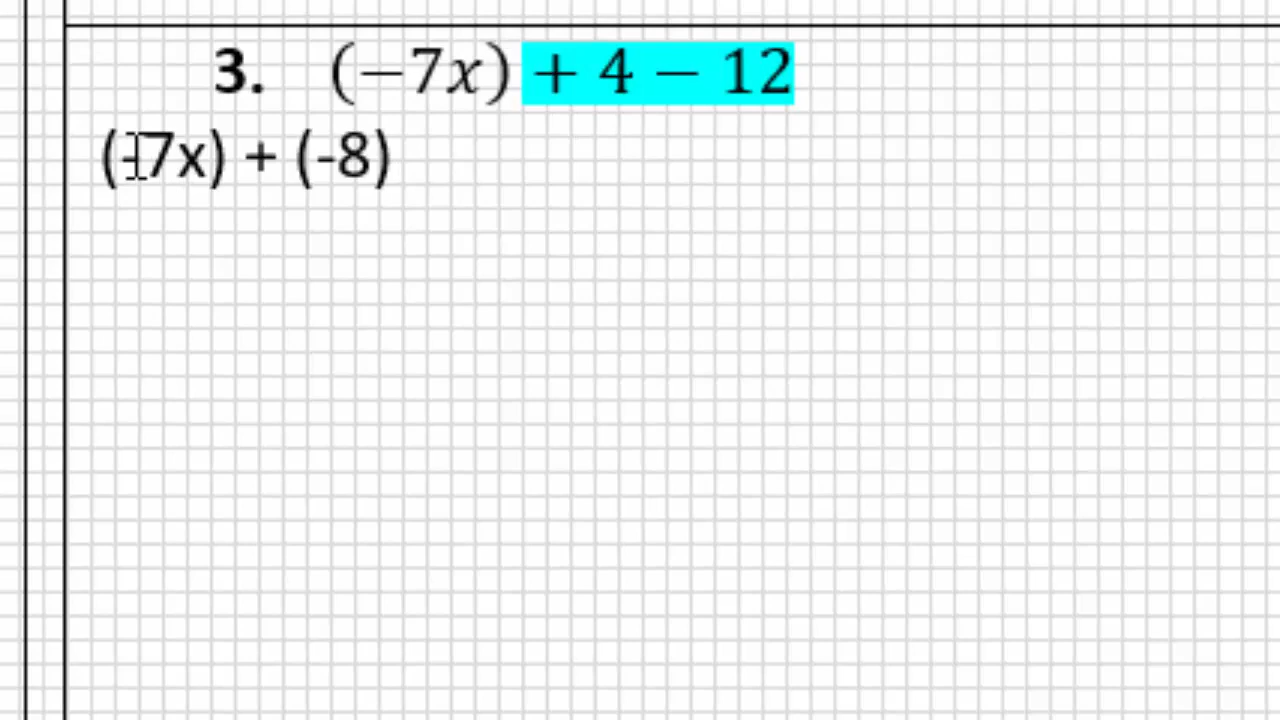 3. (−7x) + 4 − 12
(-7x) + (-8)